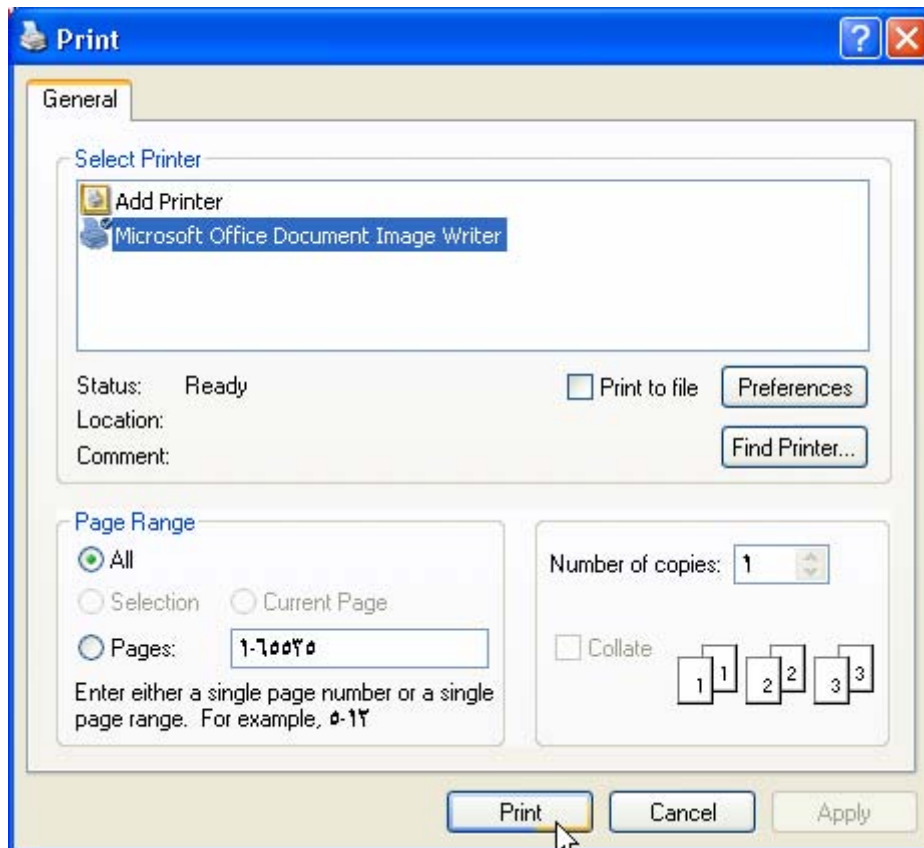 Print
General
Select Printer
Add Printer
Microsoft Office Document Image Writer
Status: Ready
Print to file
Preferences
Location:
Comment:
Find Printer...
Page Range
All
Selection
Current Page
Pages: ١-٦٥٥٣٥
Enter either a single page number or a single
page range. For example, ٥-١٢
Number of copies: ١
Collate
1 1 2 2 3 3
Print
Cancel
Apply